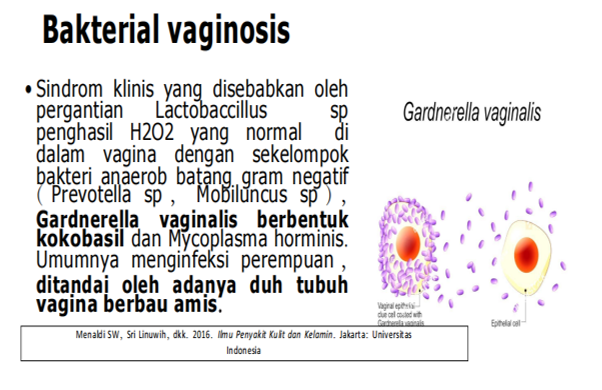 Bakterial vaginosis
• Sindrom klinis yang disebabkan oleh
pergantian Lactobaccillus sp
penghasil H2O2 yang normal di
dalam vagina dengan sekelompok
bakteri anaerob batang gram negatif
( Prevotella sp , Mobiluncus sp ) ,
Gardnerella vaginalis berbentuk
kokobasil dan Mycoplasma horminis.
Umumnya menginfeksi perempuan ,
ditandai oleh adanya duh tubuh
vagina berbau amis.
Gardnerella vaginalis
Vaginal epithelial
clue cell coated with
Gardnerella vaginalis
Epithelial cell
Menaldi SW, Sri Linuwih, dkk. 2016. Ilmu Penyakit Kulit dan Kelamin. Jakarta: Universitas
Indonesia